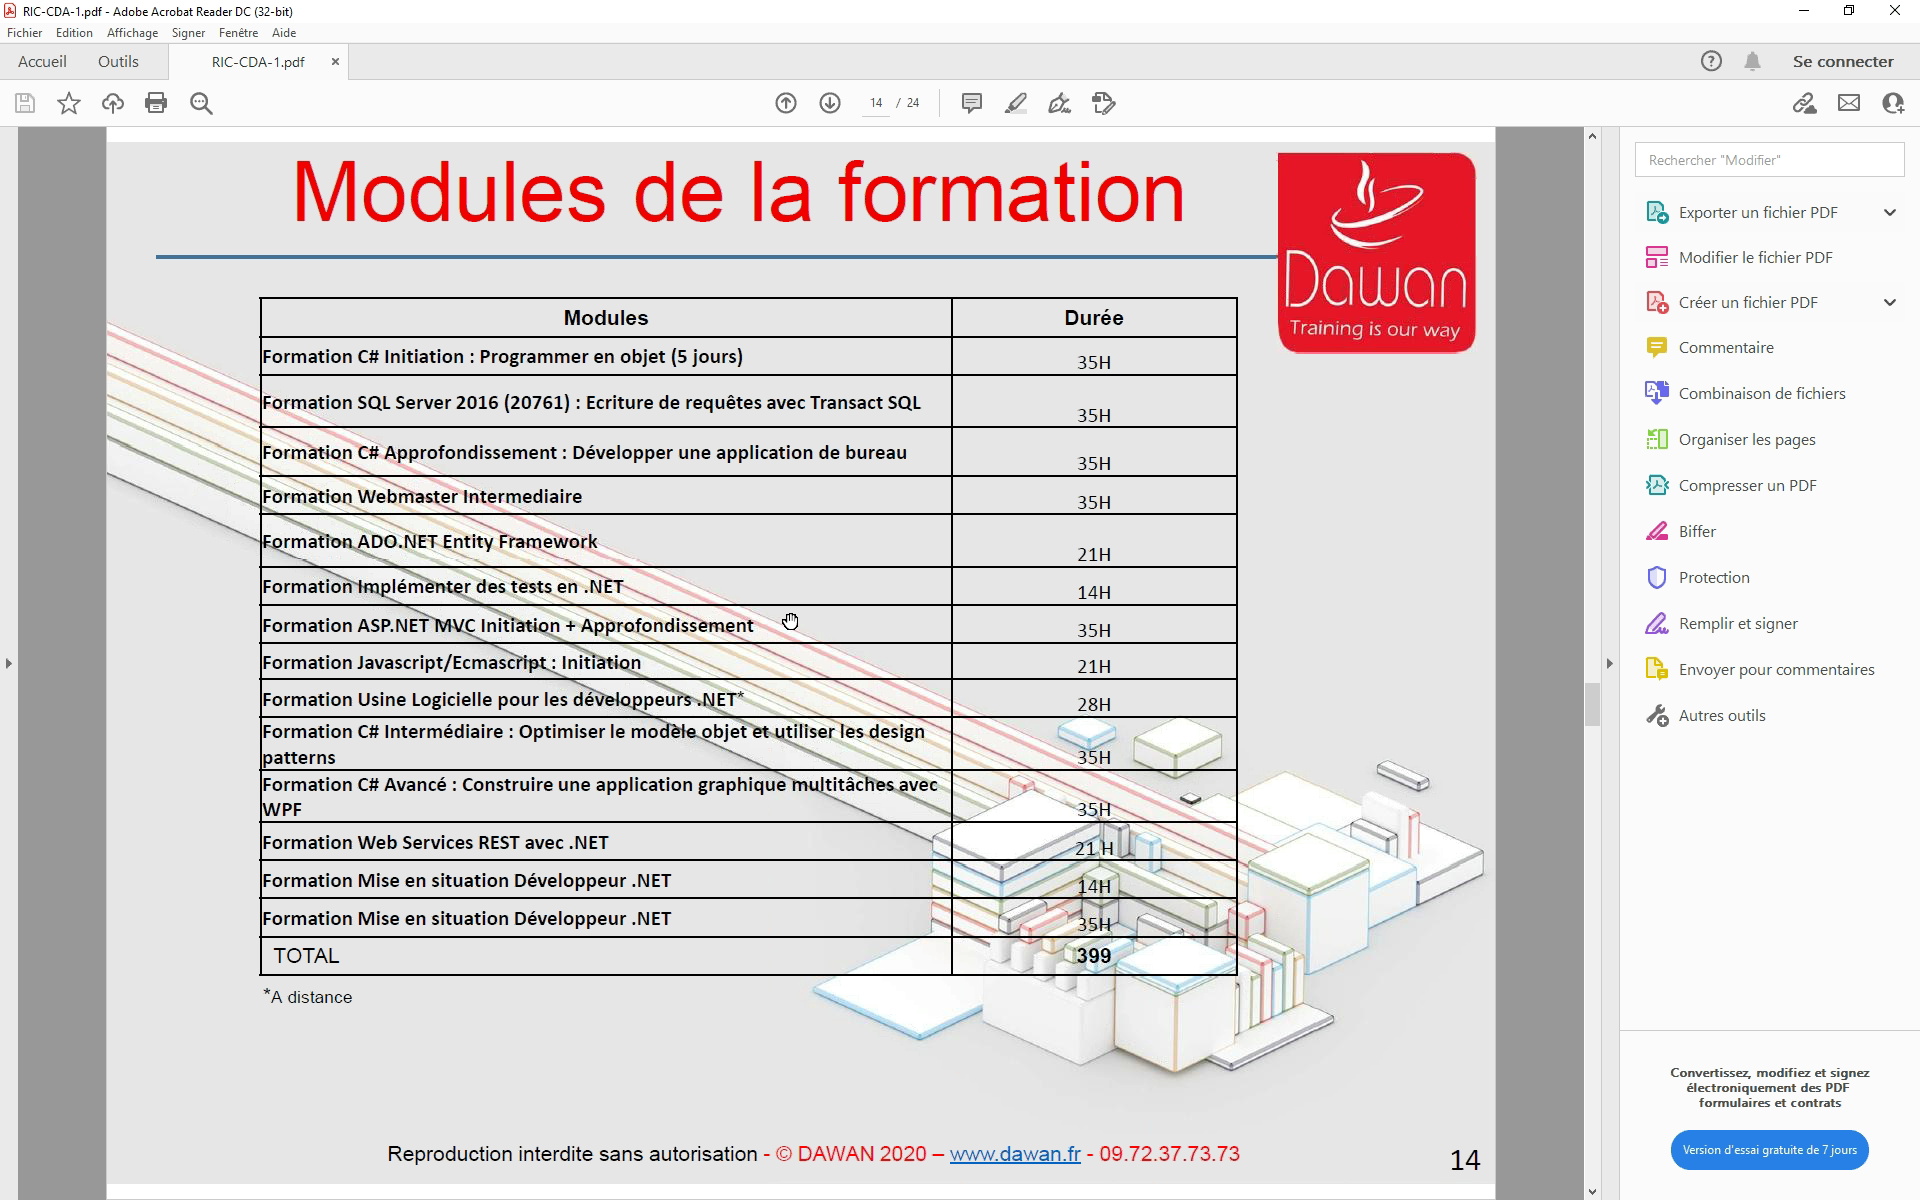 RIC-CDA-1.pdf - Adobe Acrobat Reader DC (32-bit)
Fichier Edition Affichage Signer Fenêtre Aide
Accueil Outils RIC-CDA-1.pdf × Se connecter
14 / 24
Modules de la formation
Dawan
Training is our way
Modules Durée
Formation C# Initiation : Programmer en objet (5 jours) 35H
Formation SQL Server 2016 (20761) : Ecriture de requêtes avec Transact SQL 35H
Formation C# Approfondissement : Développer une application de bureau 35H
Formation Webmaster Intermediaire 35H
Formation ADO.NET Entity Framework 21H
Formation Implémenter des tests en .NET 14H
Formation ASP.NET MVC Initiation + Approfondissement 35H
Formation Javascript/Ecmascript : Initiation 21H
Formation Usine Logicielle pour les développeurs .NET* 28H
Formation C# Intermédiaire : Optimiser le modèle objet et utiliser les design
patterns 35H
Formation C# Avancé : Construire une application graphique multitâches avec
WPF 35H
Formation Web Services REST avec .NET 21 H
Formation Mise en situation Développeur .NET 14H
Formation Mise en situation Développeur .NET 35H
TOTAL 399
*A distance
Reproduction interdite sans autorisation - © DAWAN 2020 – www.dawan.fr - 09.72.37.73.73
14
Rechercher "Modifier"
Exporter un fichier PDF
Modifier le fichier PDF
Créer un fichier PDF
Commentaire
Combinaison de fichiers
Organiser les pages
Compresser un PDF
Biffer
Protection
Remplir et signer
Envoyer pour commentaires
Autres outils
Convertissez, modifiez et signez
électroniquement des PDF
formulaires et contrats
Version d'essai gratuite de 7 jours